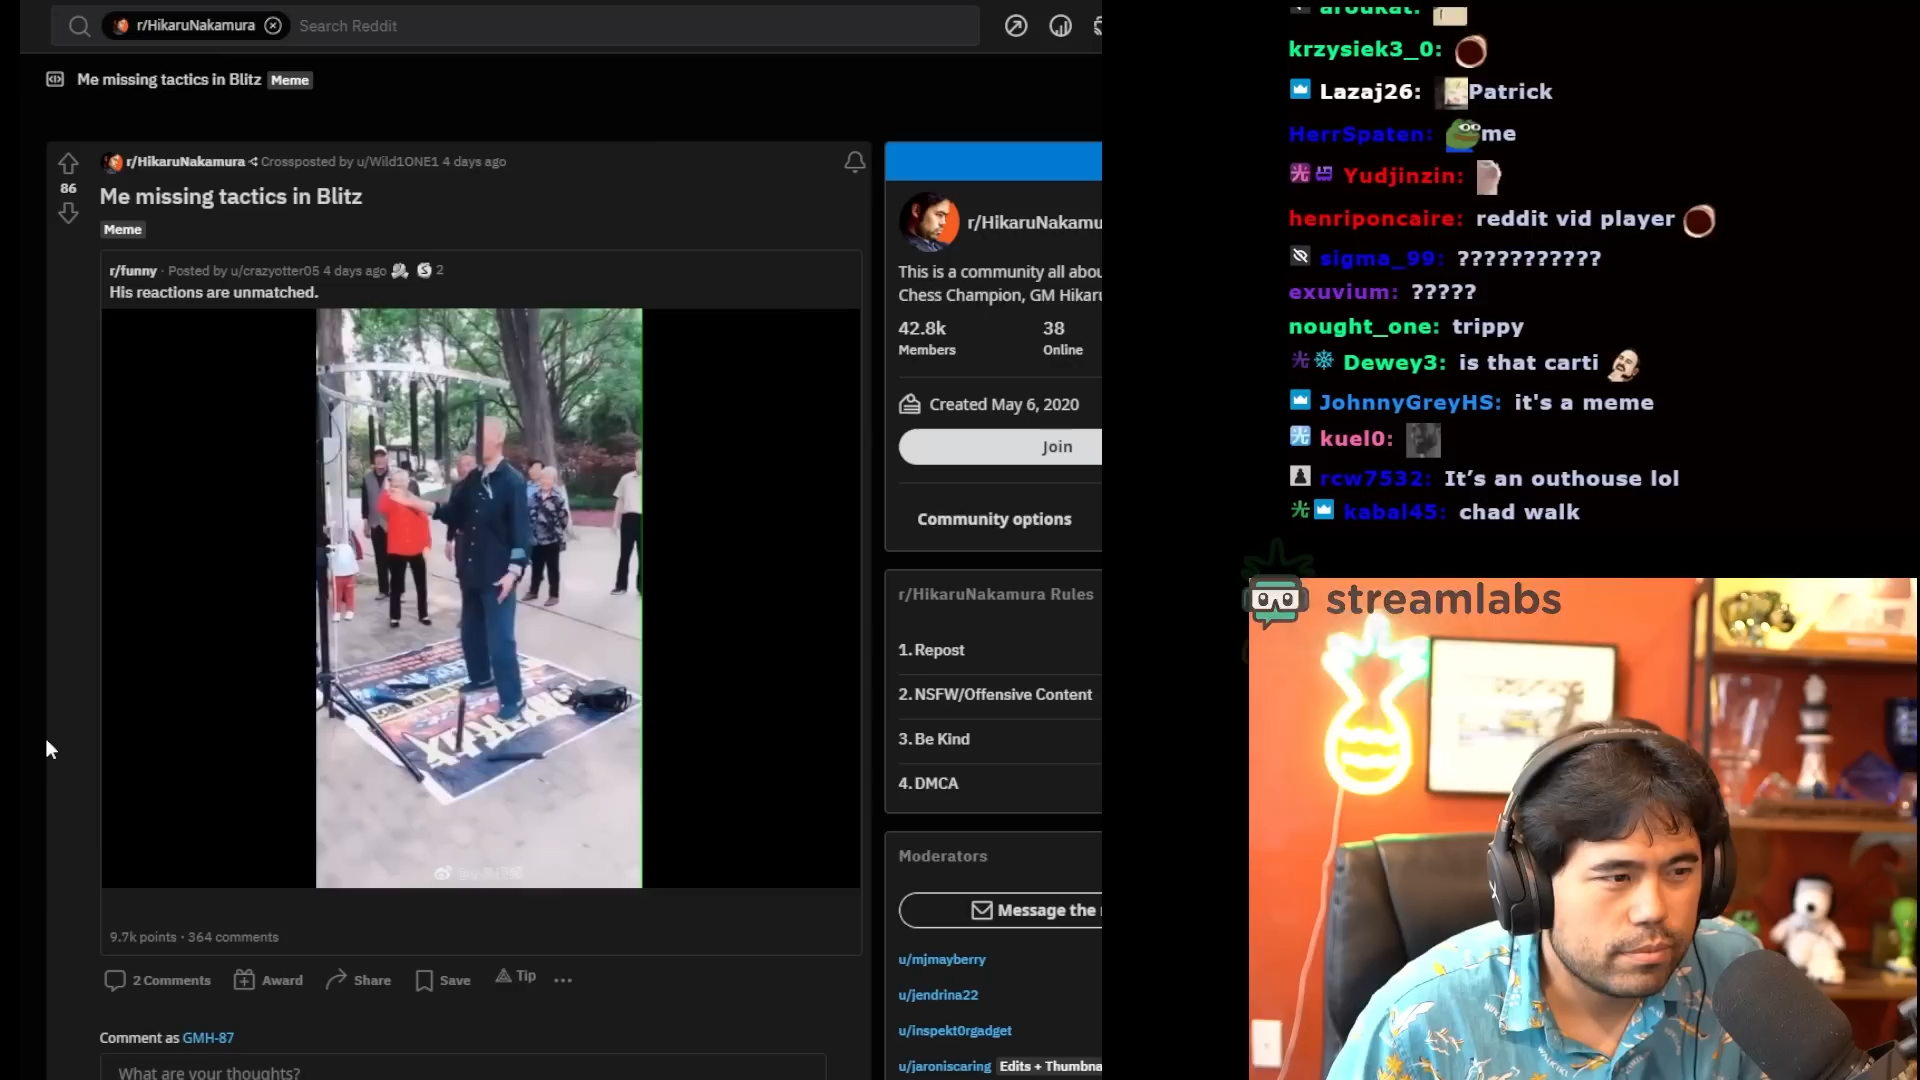 r/HikaruNakamura
Search Reddit
Me missing tactics in Blitz Meme
r/HikaruNakamura Crossposted by u/Wild1ONE1 4 days ago
86
Me missing tactics in Blitz
Meme
r/funny · Posted by u/crazyotter05 4 days ago 2
His reactions are unmatched.
9.7k points · 364 comments
2 Comments Award Share Save Tip ...
Comment as GMH-87
What are your thoughts?
r/HikaruNakamu
This is a community all abou
Chess Champion, GM Hikar
42.8k 38
Members Online
Created May 6, 2020
Join
Community options
r/HikaruNakamura Rules
1. Repost
2. NSFW/Offensive Content
3. Be Kind
4. DMCA
Moderators
Message the
u/mjmayberry
u/jendrina22
u/inspekt0rgadget
u/jaroniscaring Edits + Thumbna
aroukat:
krzysiek3_0:
Lazaj26: Patrick
HerrSpaten: me
光 Yudjinzin:
henriponcaire: reddit vid player
sigma_99: ???????????
exuvium: ?????
nought_one: trippy
光 Dewey3: is that carti
JohnnyGreyHS: it's a meme
光 kuel0:
rcw7532: It’s an outhouse lol
光 kabal45: chad walk
streamlabs